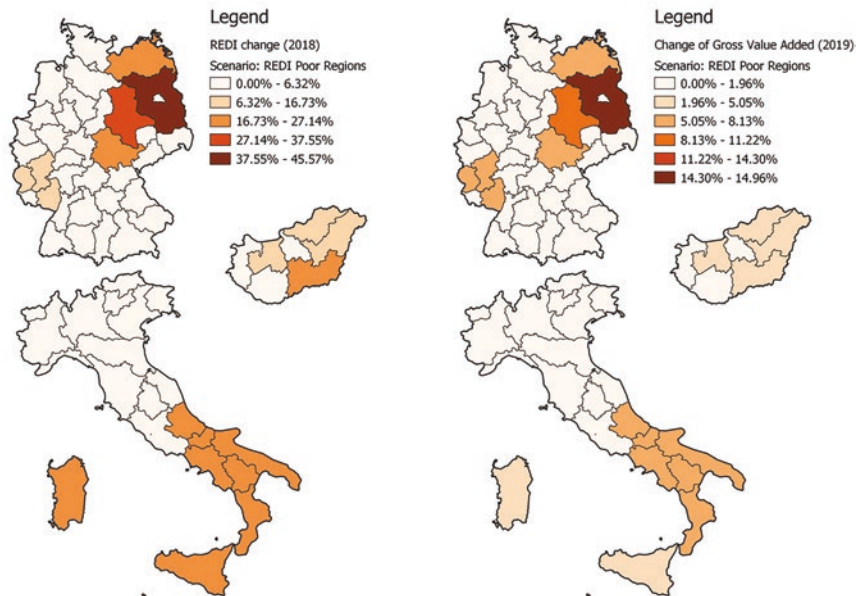 Legend
REDI change (2018)
Scenario: REDI Poor Regions
0.00% - 6.32%
6.32% - 16.73%
16.73% - 27.14%
27.14% - 37.55%
37.55% - 45.57%
Legend
Change of Gross Value Added (2019)
Scenario: REDI Poor Regions
0.00% - 1.96%
1.96% - 5.05%
5.05% - 8.13%
8.13% - 11.22%
11.22% - 14.30%
14.30% - 14.96%